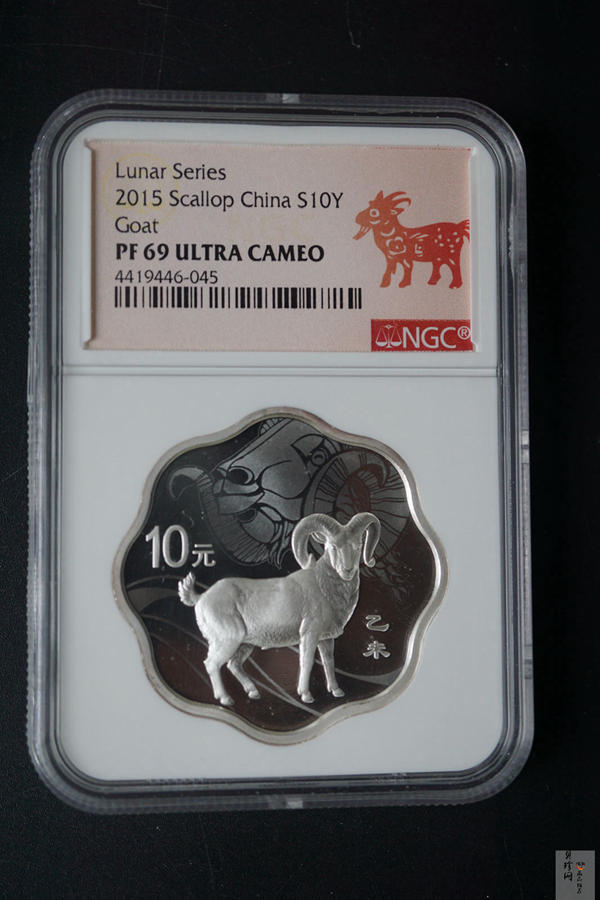 Lunar Series
2015 Scallop China S10Y
Goat
PF 69 ULTRA CAMEO
4419446-045
NGC®
10元
乙
未